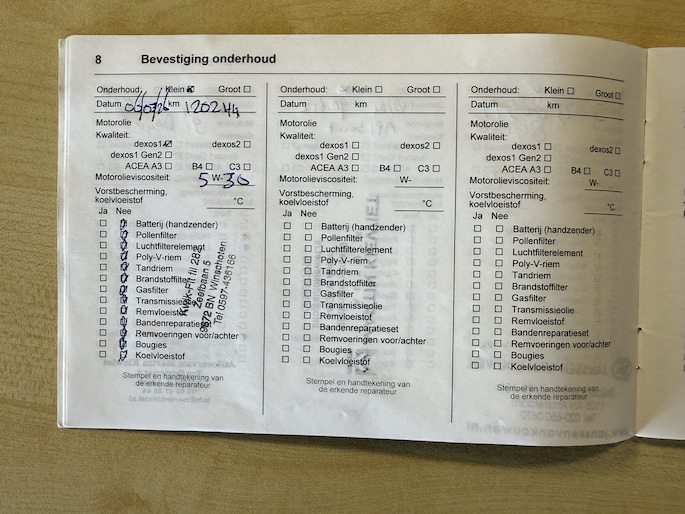 8 Bevestiging onderhoud
Onderhoud: Klein Groot
Datum 06/07/26 km 120244
Motorolie
Kwaliteit:
dexos1 dexos2
dexos1 Gen2
ACEA A3 B4 C3
Motorolieviscositeit: 5 W- 30
Vorstbescherming,
koelvloeistof °C
Ja Nee
Batterij (handzender)
Pollenfilter
Luchtfilterelement
Poly-V-riem
Tandriem
Brandstoffilter
Gasfilter
Transmissieolie
Remvloeistof
Bandenreparatieset
Remvoeringen voor/achter
Bougies
Koelvloeistof
Kwik-Fit fil 282
Zeefbaan 5
9672 BN Winschoten
Tel 0597-436166
Stempel en handtekening van
de erkende reparateur
Onderhoud: Klein Groot
Datum km
Motorolie
Kwaliteit:
dexos1 dexos2
dexos1 Gen2
ACEA A3 B4 C3
Motorolieviscositeit: W-
Vorstbescherming,
koelvloeistof °C
Ja Nee
Batterij (handzender)
Pollenfilter
Luchtfilterelement
Poly-V-riem
Tandriem
Brandstoffilter
Gasfilter
Transmissieolie
Remvloeistof
Bandenreparatieset
Remvoeringen voor/achter
Bougies
Koelvloeistof
Stempel en handtekening van
de erkende reparateur
Onderhoud: Klein Groot
Datum km
Motorolie
Kwaliteit:
dexos1 dexos2
dexos1 Gen2
ACEA A3 B4 C3
Motorolieviscositeit: W-
Vorstbescherming,
koelvloeistof °C
Ja Nee
Batterij (handzender)
Pollenfilter
Luchtfilterelement
Poly-V-riem
Tandriem
Brandstoffilter
Gasfilter
Transmissieolie
Remvloeistof
Bandenreparatieset
Remvoeringen voor/achter
Bougies
Koelvloeistof
Stempel en handtekening van
de erkende reparateur